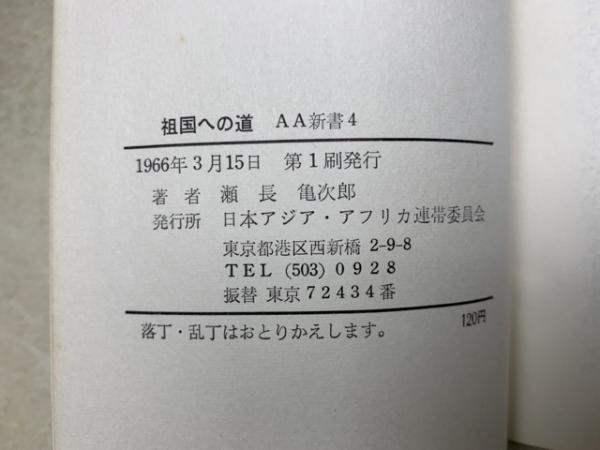 祖国への道 AA新書4
1966年3月15日 第1刷発行
著者 瀬長 亀次郎
発行所 日本アジア・アフリカ連帯委員会
東京都港区西新橋 2-9-8
TEL (503) 0928
振替 東京72434番
落丁・乱丁はおとりかえします。 120円